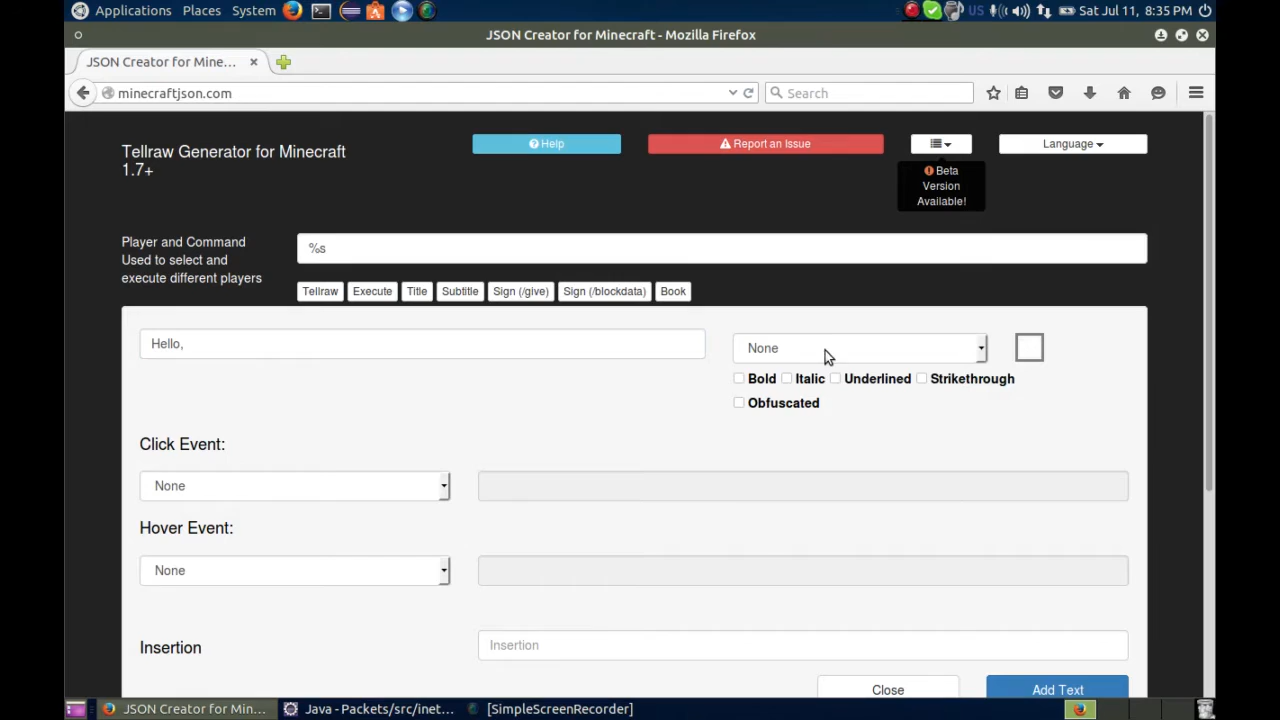 Applications Places System US Sat Jul 11, 8:35 PM
JSON Creator for Minecraft - Mozilla Firefox
JSON Creator for Mine...
minecraftjson.com Search
Tellraw Generator for Minecraft
1.7+
Help Report an Issue Language
Beta
Version
Available!
Player and Command
Used to select and
execute different players
%s
Tellraw Execute Title Subtitle Sign (/give) Sign (/blockdata) Book
Hello, None
Bold Italic Underlined Strikethrough
Obfuscated
Click Event:
None
Hover Event:
None
Insertion Insertion
Close Add Text
JSON Creator for Min... Java - Packets/src/inet... [SimpleScreenRecorder]